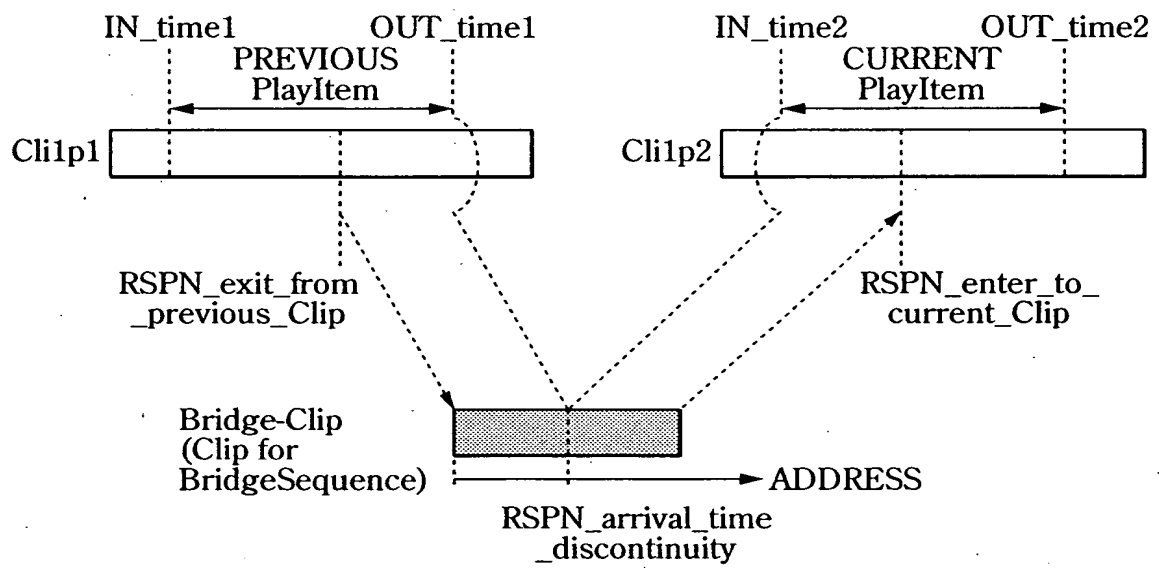 IN_time1
OUT_time1
IN_time2
OUT_time2
PREVIOUS
PlayItem
CURRENT
PlayItem
Cli1p1
Cli1p2
RSPN_exit_from
_previous_Clip
RSPN_enter_to_
current_Clip
Bridge-Clip
(Clip for
BridgeSequence)
ADDRESS
RSPN_arrival_time
_discontinuity